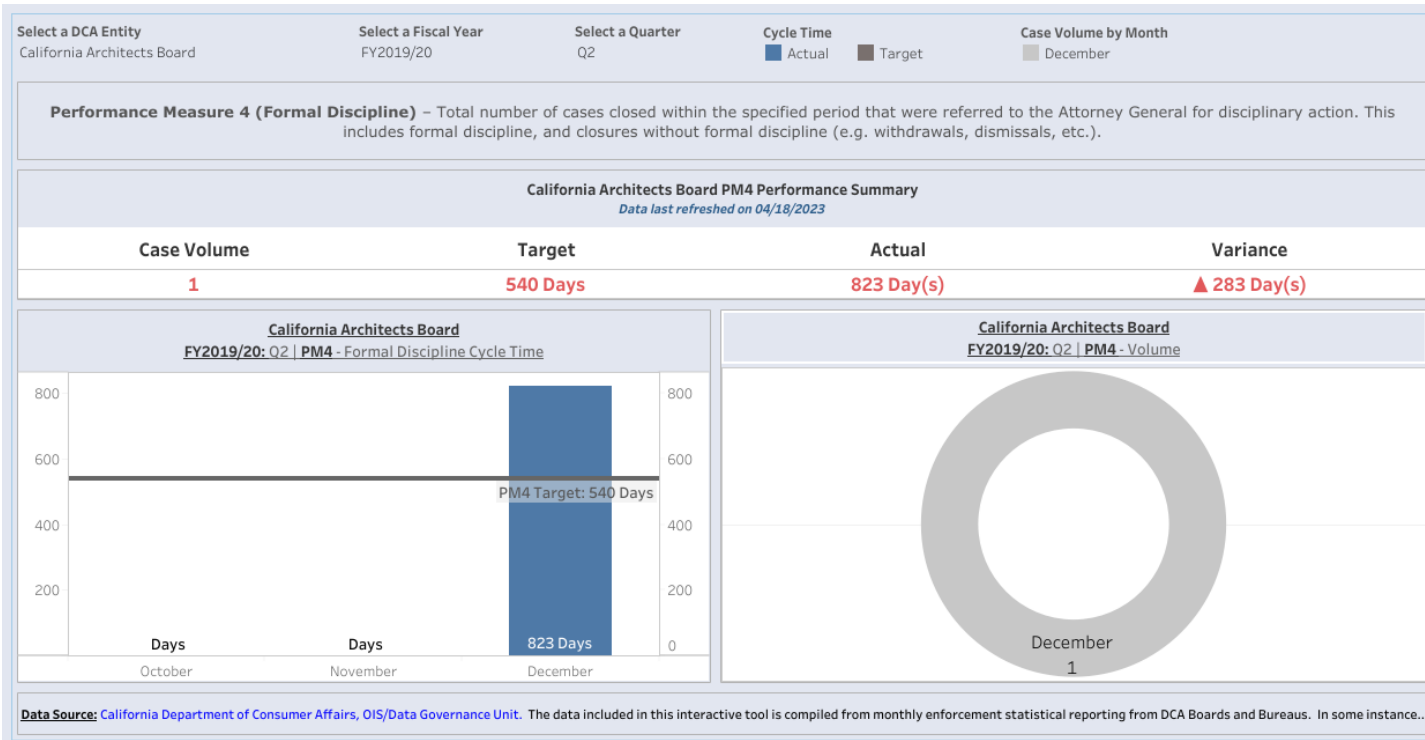 Select a DCA Entity
California Architects Board
Select a Fiscal Year
FY2019/20
Select a Quarter
Q2
Cycle Time
Actual
Target
Case Volume by Month
December
Performance Measure 4 (Formal Discipline) – Total number of cases closed within the specified period that were referred to the Attorney General for disciplinary action. This
includes formal discipline, and closures without formal discipline (e.g. withdrawals, dismissals, etc.).
California Architects Board PM4 Performance Summary
Data last refreshed on 04/18/2023
Case Volume Target Actual Variance
1 540 Days 823 Day(s) ▲ 283 Day(s)
California Architects Board
FY2019/20: Q2 | PM4 - Formal Discipline Cycle Time
800 800
600 600
PM4 Target: 540 Days
400 400
200 200
Days Days 823 Days 0
October November December
California Architects Board
FY2019/20: Q2 | PM4 - Volume
December
1
Data Source: California Department of Consumer Affairs, OIS/Data Governance Unit. The data included in this interactive tool is compiled from monthly enforcement statistical reporting from DCA Boards and Bureaus. In some instance..